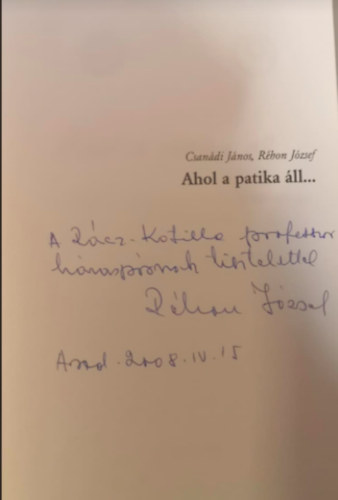 Csanádi János, Rébon József
Ahol a patika áll...
A Rácz-Kotilla professzor
házaspárnak tisztelettel
Rébon József
Arad. 2008. IV. 15